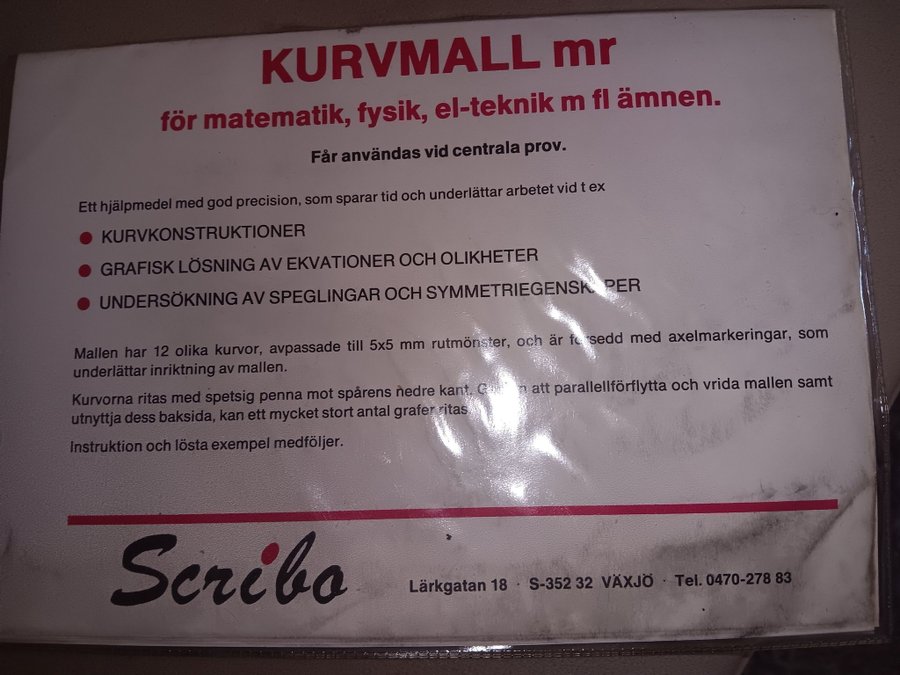 KURVMALL mr
för matematik, fysik, el-teknik m fl ämnen.
Får användas vid centrala prov.
Ett hjälpmedel med god precision, som sparar tid och underlättar arbetet vid t ex
● KURVKONSTRUKTIONER
● GRAFISK LÖSNING AV EKVATIONER OCH OLIKHETER
● UNDERSÖKNING AV SPEGLINGAR OCH SYMMETRIEGENSKAPER
Mallen har 12 olika kurvor, avpassade till 5x5 mm rutmönster, och är försedd med axelmarkeringar, som
underlättar inriktning av mallen.
Kurvorna ritas med spetsig penna mot spårens nedre kant. att parallellförflytta och vrida mallen samt
utnyttja dess baksida, kan ett mycket stort antal grafer ritas.
Instruktion och lösta exempel medföljer.
Scribo
Lärkgatan 18 · S-352 32 VÄXJÖ · Tel. 0470-278 83